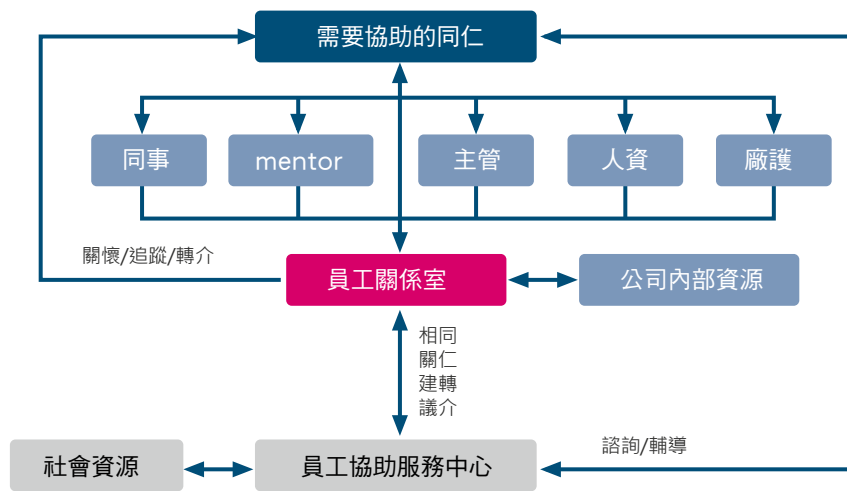 需要協助的同仁
同事
mentor
主管
人資
廠護
關懷/追蹤/轉介
員工關係室
公司內部資源
相同
關仁
建轉
議介
諮詢/輔導
社會資源
員工協助服務中心